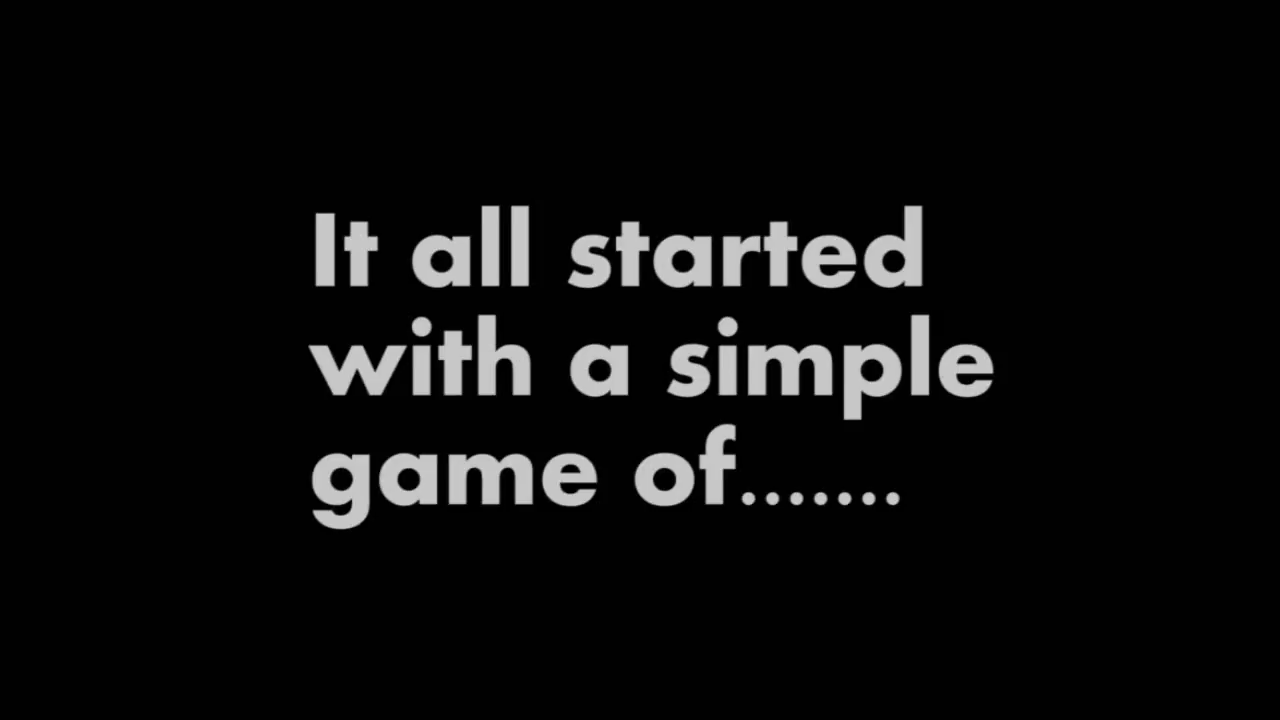 It all started
with a simple
game of.......